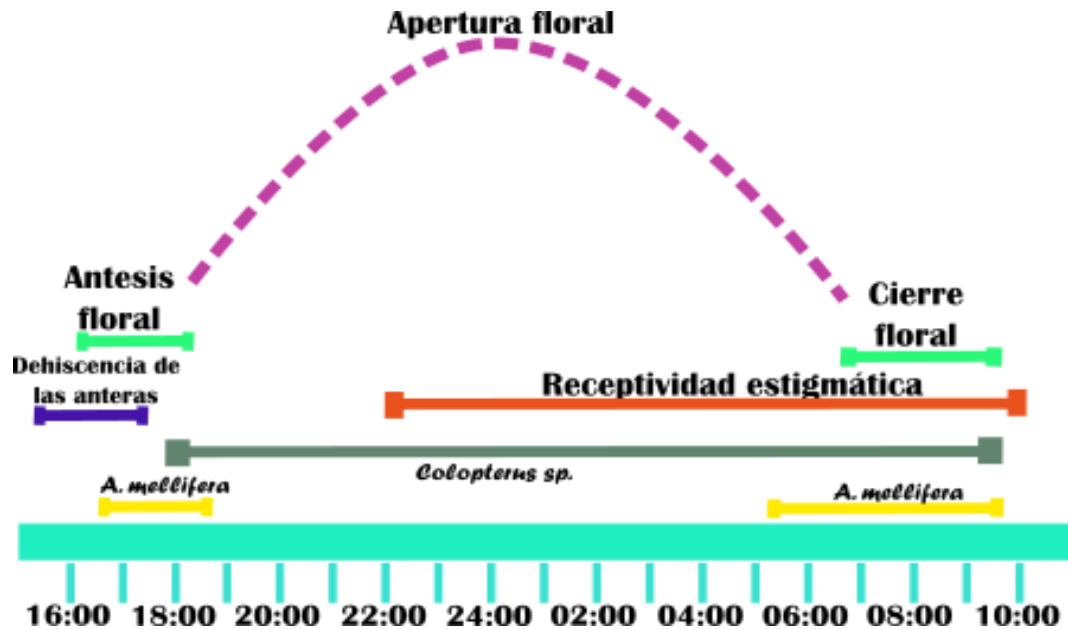 Apertura floral
Antesis
floral
Cierre
floral
Dehiscencia de
las anteras
Receptividad estigmática
Colopterus sp.
A. mellifera
A. mellifera
16:00 18:00 20:00 22:00 24:00 02:00 04:00 06:00 08:00 10:00